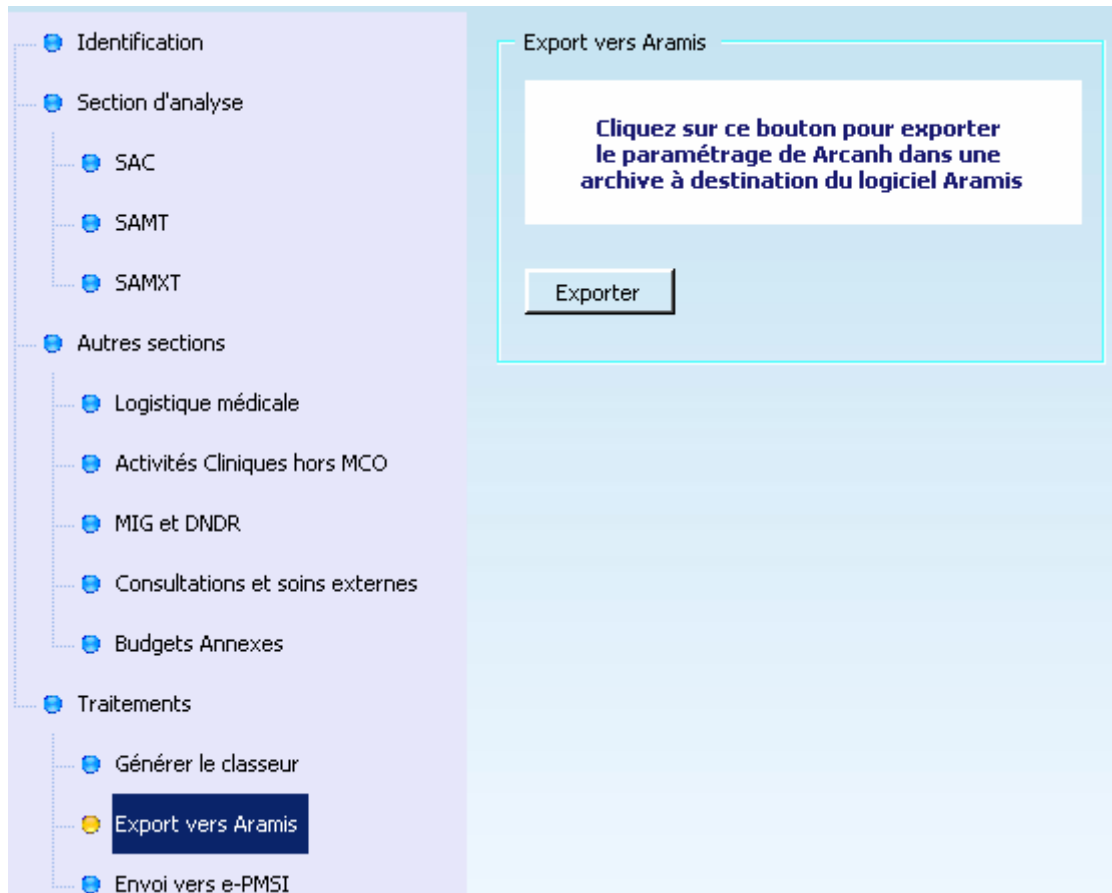 Identification
Section d'analyse
SAC
SAMT
SAMXT
Autres sections
Logistique médicale
Activités Cliniques hors MCO
MIG et DNDR
Consultations et soins externes
Budgets Annexes
Traitements
Générer le classeur
Export vers Aramis
Envoi vers e-PMSI
Export vers Aramis
Cliquez sur ce bouton pour exporter
le paramétrage de Arcanh dans une
archive à destination du logiciel Aramis
Exporter